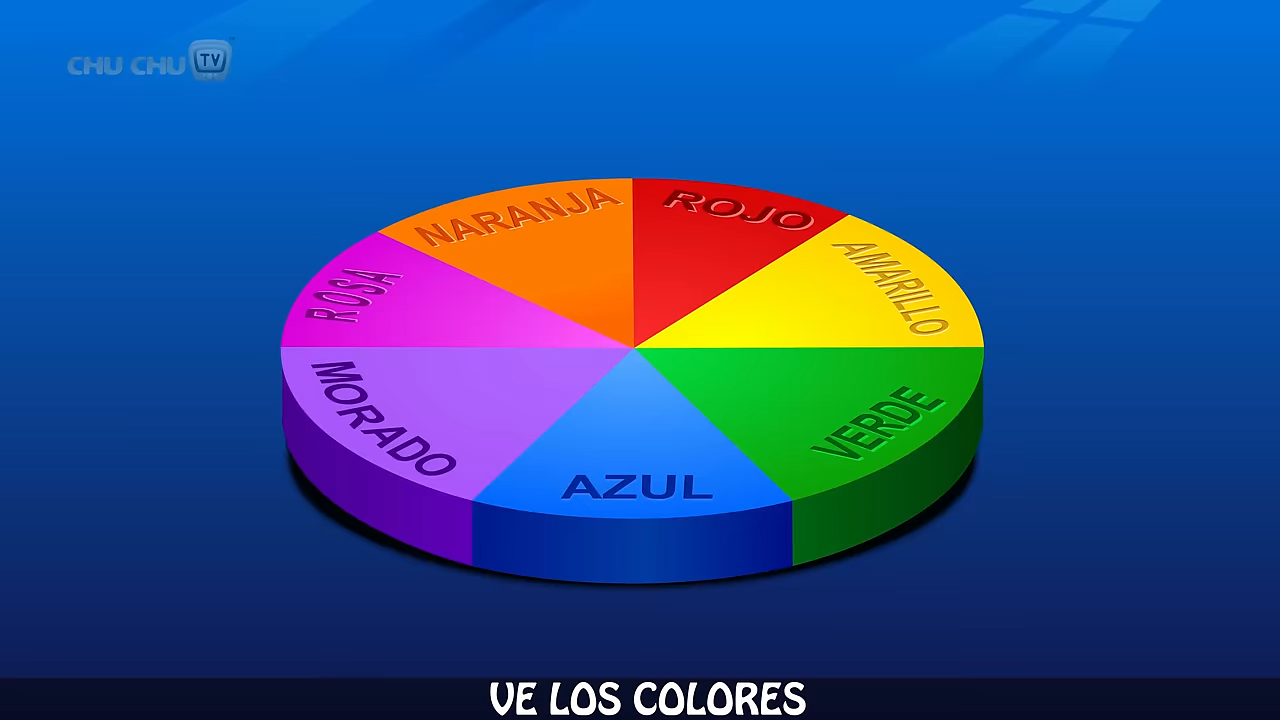 CHU CHU TV
NARANJA
ROJO
ROSA
AMARILLO
MORADO
VERDE
AZUL
VE LOS COLORES